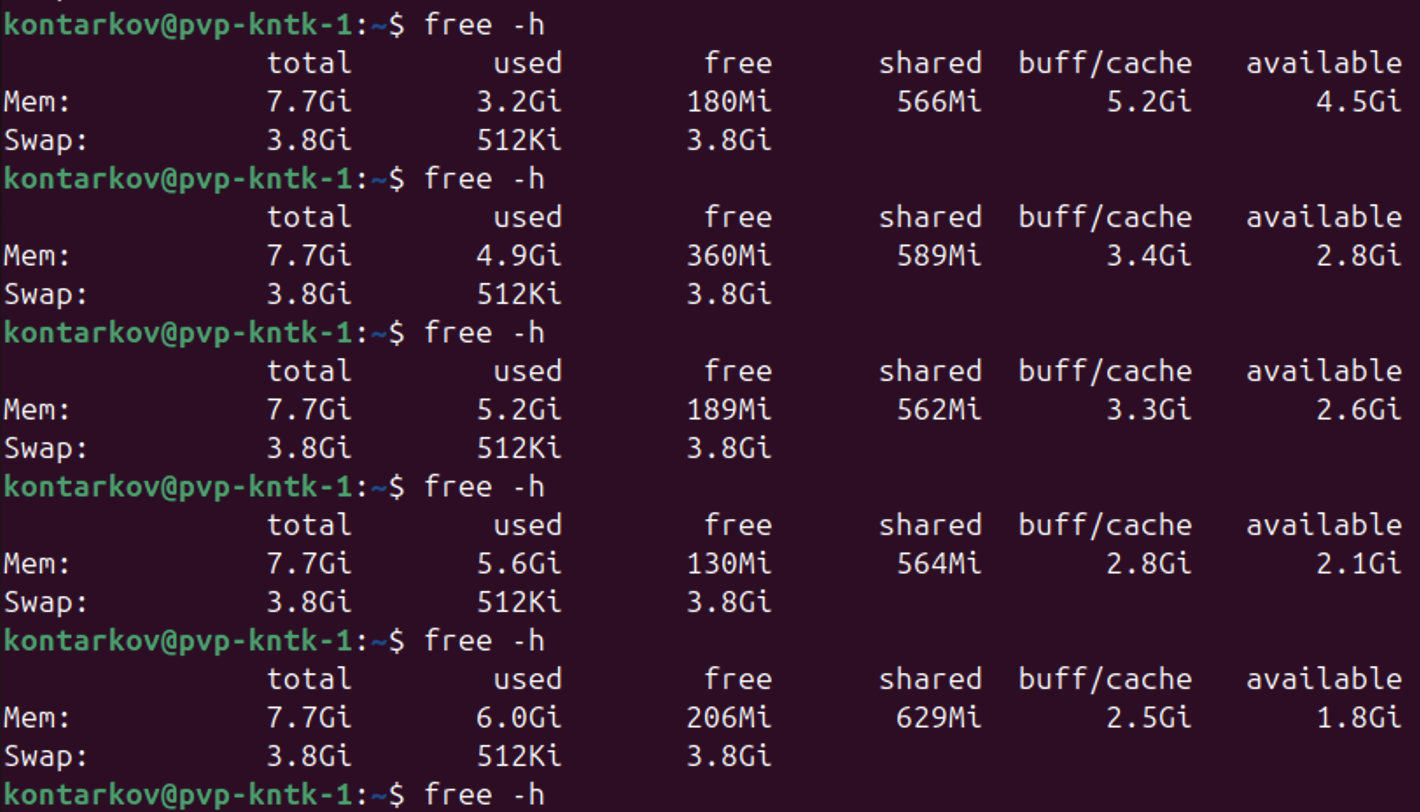 kontarkov@pvp-kntk-1:~$ free -h
total used free shared buff/cache available
Mem: 7.7Gi 3.2Gi 180Mi 566Mi 5.2Gi 4.5Gi
Swap: 3.8Gi 512Ki 3.8Gi
kontarkov@pvp-kntk-1:~$ free -h
total used free shared buff/cache available
Mem: 7.7Gi 4.9Gi 360Mi 589Mi 3.4Gi 2.8Gi
Swap: 3.8Gi 512Ki 3.8Gi
kontarkov@pvp-kntk-1:~$ free -h
total used free shared buff/cache available
Mem: 7.7Gi 5.2Gi 189Mi 562Mi 3.3Gi 2.6Gi
Swap: 3.8Gi 512Ki 3.8Gi
kontarkov@pvp-kntk-1:~$ free -h
total used free shared buff/cache available
Mem: 7.7Gi 5.6Gi 130Mi 564Mi 2.8Gi 2.1Gi
Swap: 3.8Gi 512Ki 3.8Gi
kontarkov@pvp-kntk-1:~$ free -h
total used free shared buff/cache available
Mem: 7.7Gi 6.0Gi 206Mi 629Mi 2.5Gi 1.8Gi
Swap: 3.8Gi 512Ki 3.8Gi
kontarkov@pvp-kntk-1:~$ free -h